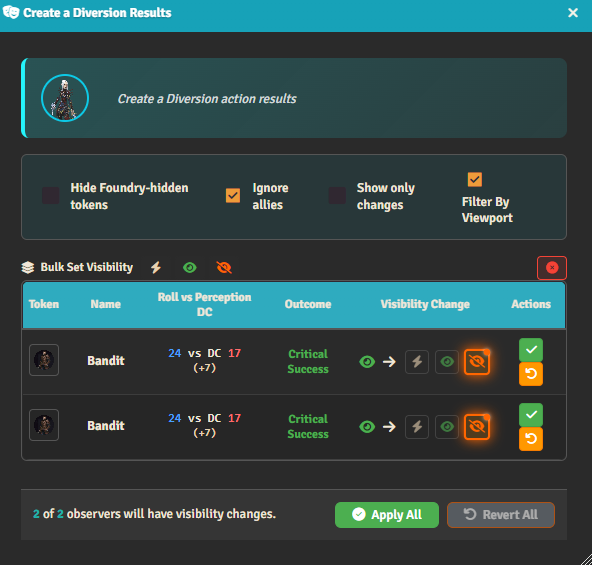 Create a Diversion Results
Create a Diversion action results
Hide Foundry-hidden
tokens
Ignore
allies
Show only
changes
Filter By
Viewport
Bulk Set Visibility
Token Name Roll vs Perception DC Outcome Visibility Change Actions
Bandit 24 vs DC 17 Critical
(+7) Success
Bandit 24 vs DC 17 Critical
(+7) Success
2 of 2 observers will have visibility changes. Apply All Revert All